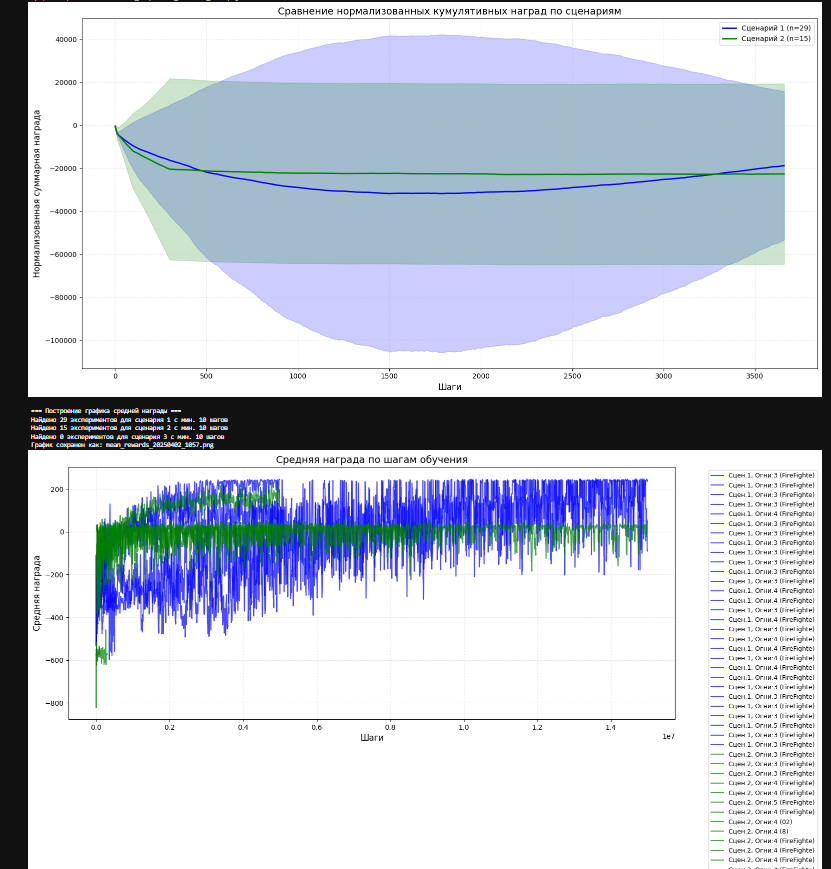 Сравнение нормализованных кумулятивных наград по сценариям
Сценарий 1 (n=29)
Сценарий 2 (n=15)
Нормализованная суммарная награда
40000
20000
0
−20000
−40000
−60000
−80000
−100000
0 500 1000 1500 2000 2500 3000 3500
Шаги
=== Построение графика средней награды ===
Найдено 29 экспериментов для сценария 1 с мин. 10 шагов
Найдено 15 экспериментов для сценария 2 с мин. 10 шагов
Найдено 0 экспериментов для сценария 3 с мин. 10 шагов
График сохранен как: mean_rewards_20250402_1057.png
Средняя награда по шагам обучения
Средняя награда
200
0
−200
−400
−600
−800
0.0 0.2 0.4 0.6 0.8 1.0 1.2 1.4
1e7
Шаги
Сцен.1, Огни:3 (FireFighte)
Сцен.1, Огни:3 (FireFighte)
Сцен.1, Огни:3 (FireFighte)
Сцен.1, Огни:3 (FireFighte)
Сцен.1, Огни:4 (FireFighte)
Сцен.1, Огни:3 (FireFighte)
Сцен.1, Огни:3 (FireFighte)
Сцен.1, Огни:3 (FireFighte)
Сцен.1, Огни:3 (FireFighte)
Сцен.1, Огни:3 (FireFighte)
Сцен.1, Огни:3 (FireFighte)
Сцен.1, Огни:3 (FireFighte)
Сцен.1, Огни:4 (FireFighte)
Сцен.1, Огни:4 (FireFighte)
Сцен.1, Огни:3 (FireFighte)
Сцен.1, Огни:4 (FireFighte)
Сцен.1, Огни:3 (FireFighte)
Сцен.1, Огни:4 (FireFighte)
Сцен.1, Огни:4 (FireFighte)
Сцен.1, Огни:4 (FireFighte)
Сцен.1, Огни:4 (FireFighte)
Сцен.1, Огни:4 (FireFighte)
Сцен.1, Огни:3 (FireFighte)
Сцен.1, Огни:3 (FireFighte)
Сцен.1, Огни:3 (FireFighte)
Сцен.1, Огни:3 (FireFighte)
Сцен.1, Огни:5 (FireFighte)
Сцен.1, Огни:3 (FireFighte)
Сцен.1, Огни:3 (FireFighte)
Сцен.2, Огни:3 (FireFighte)
Сцен.2, Огни:3 (FireFighte)
Сцен.2, Огни:3 (FireFighte)
Сцен.2, Огни:4 (FireFighte)
Сцен.2, Огни:4 (FireFighte)
Сцен.2, Огни:5 (FireFighte)
Сцен.2, Огни:4 (FireFighte)
Сцен.2, Огни:4 (02)
Сцен.2, Огни:4 (8)
Сцен.2, Огни:4 (FireFighte)
Сцен.2, Огни:4 (FireFighte)
Сцен.2, Огни:4 (FireFighte)